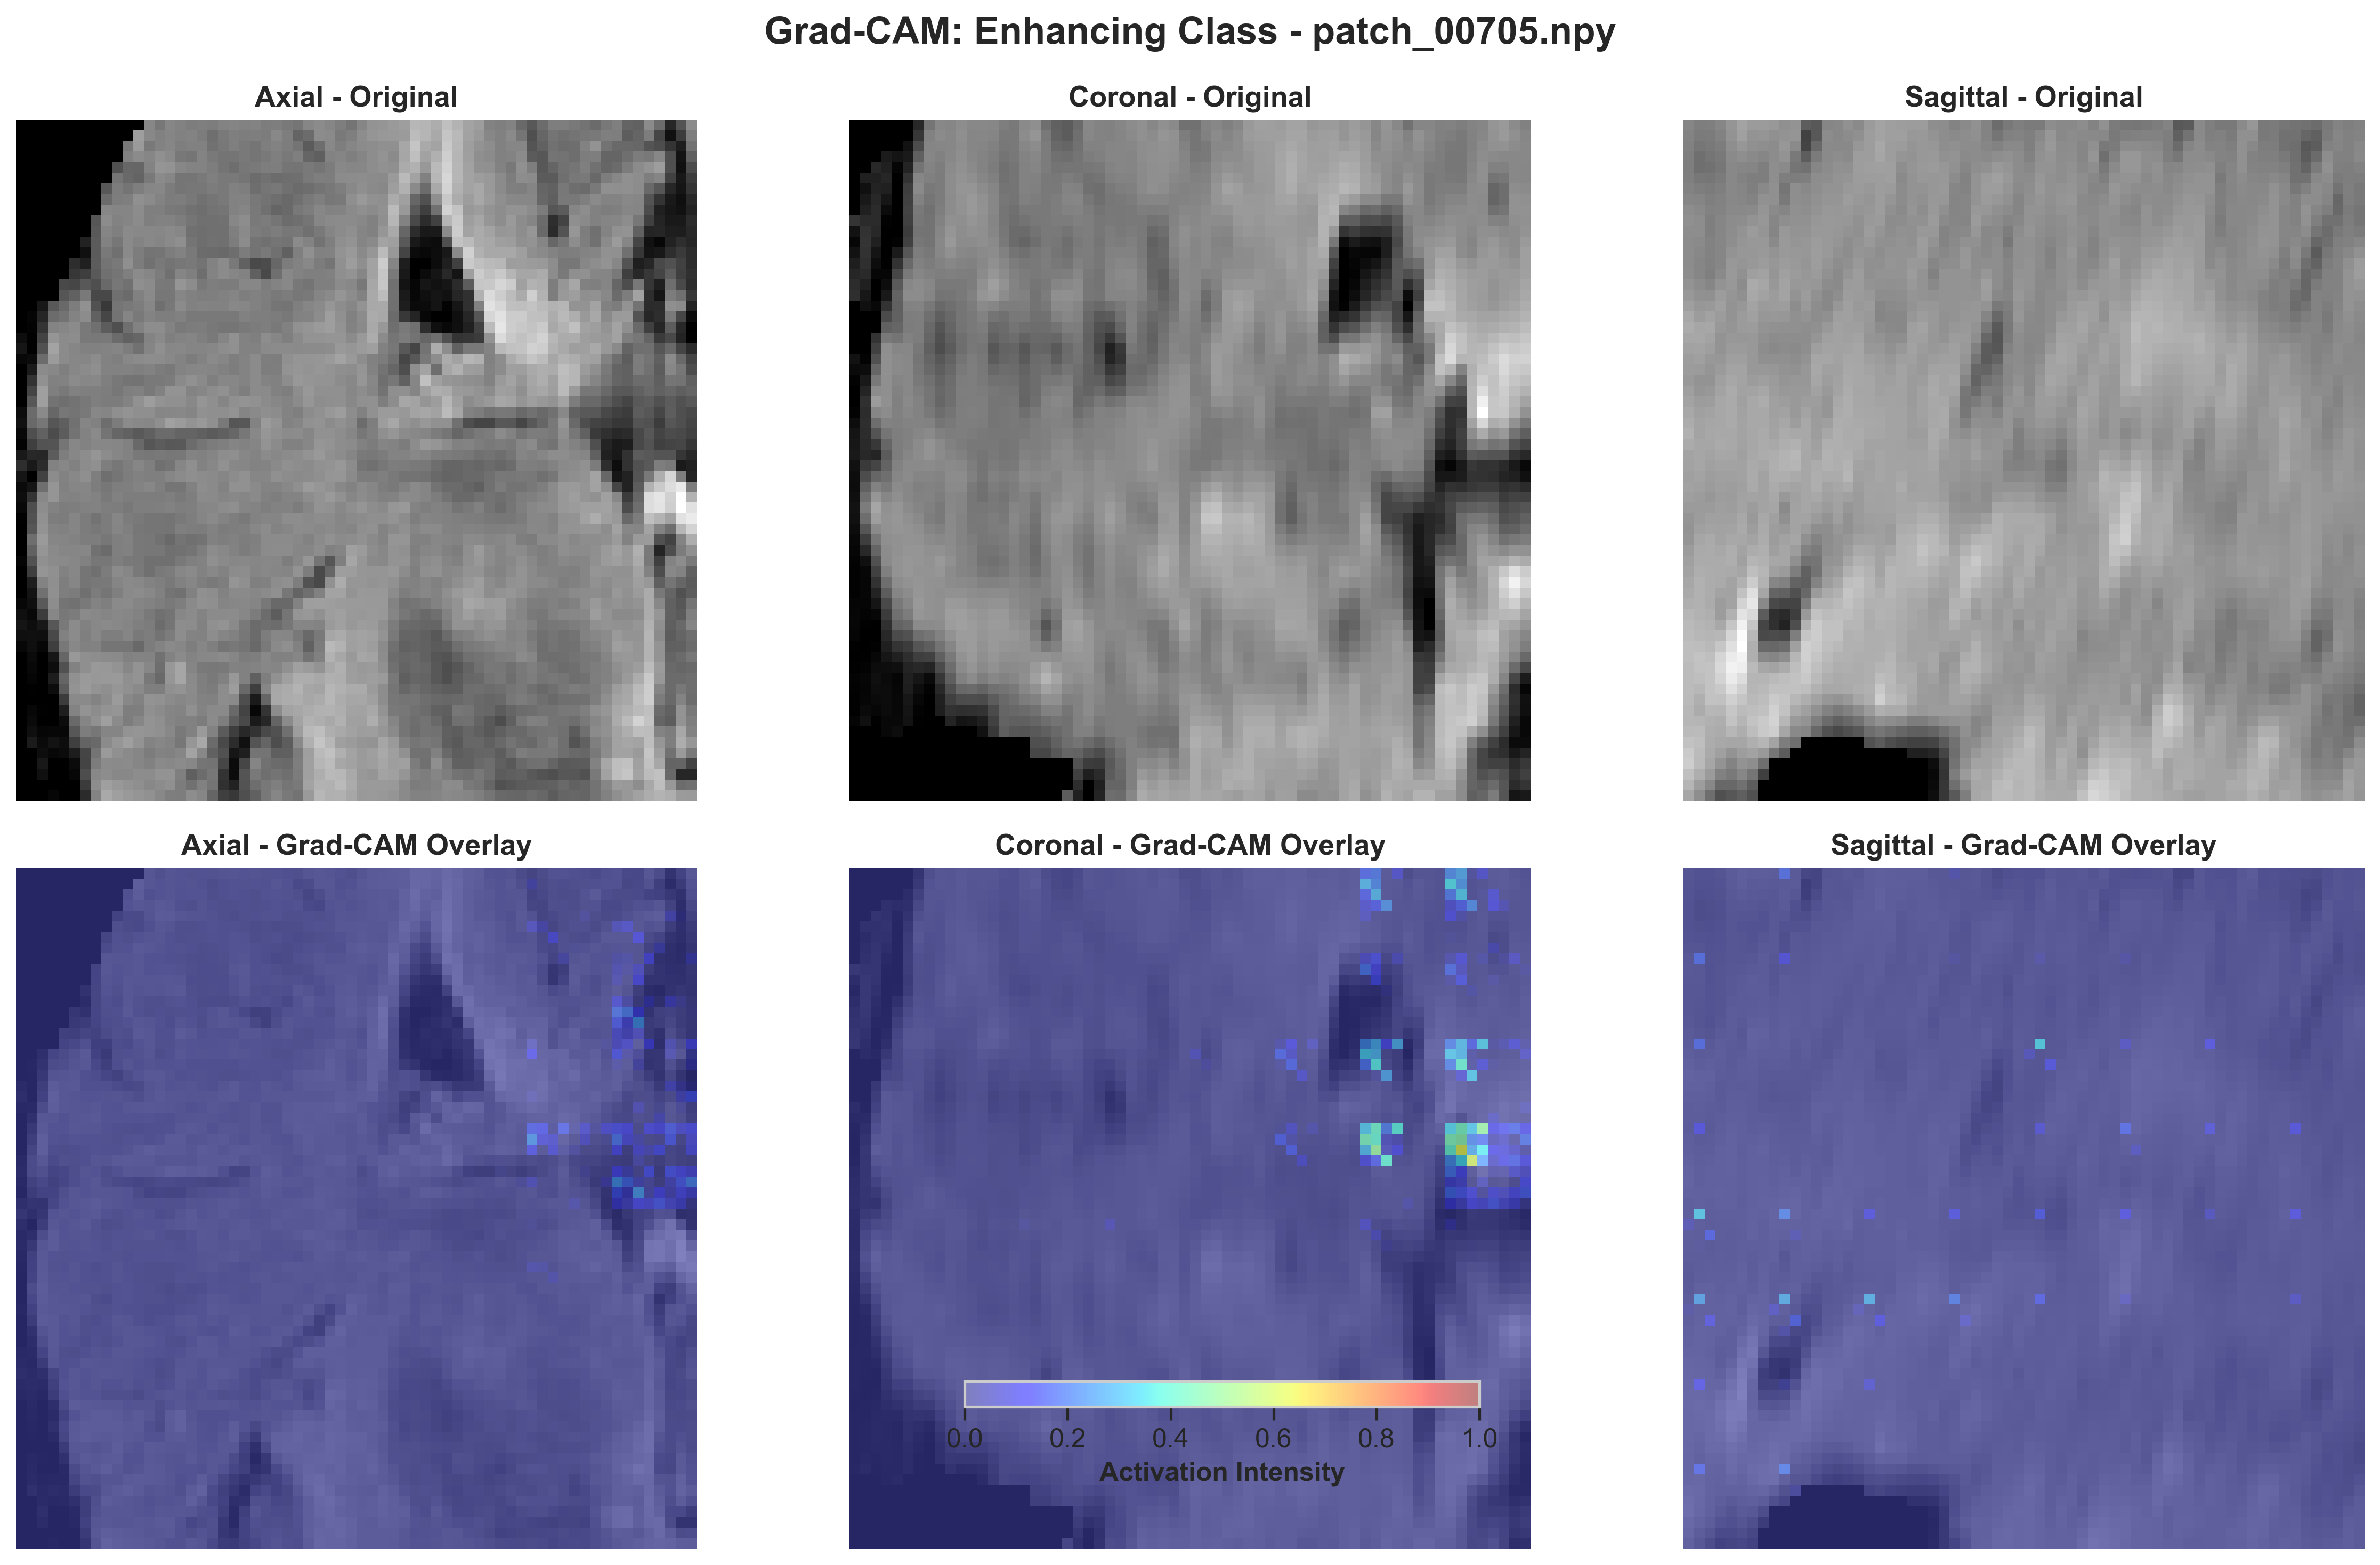 Grad-CAM: Enhancing Class - patch_00705.npy
Axial - Original
Coronal - Original
Sagittal - Original
Axial - Grad-CAM Overlay
Coronal - Grad-CAM Overlay
Sagittal - Grad-CAM Overlay
0.0 0.2 0.4 0.6 0.8 1.0
Activation Intensity